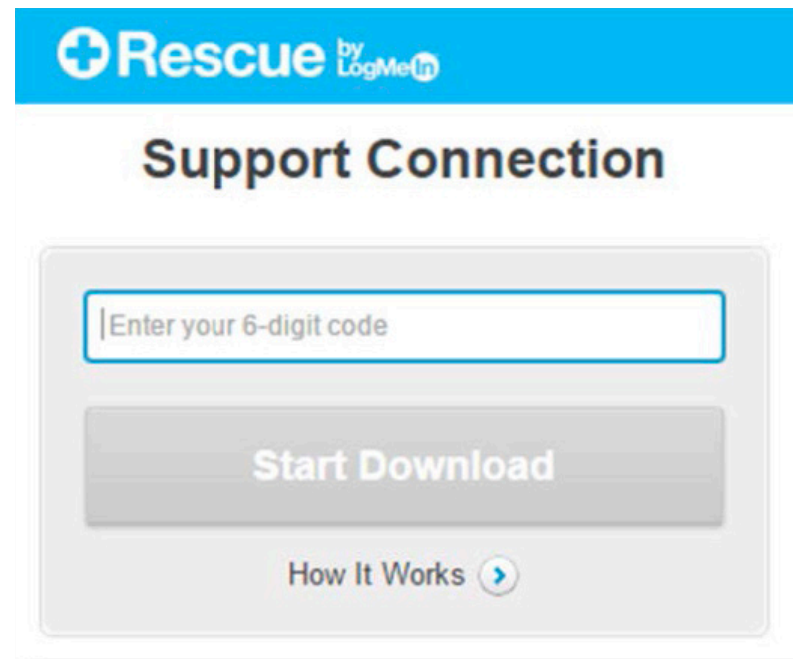 Rescue by LogMeIn
Support Connection
Enter your 6-digit code
Start Download
How It Works